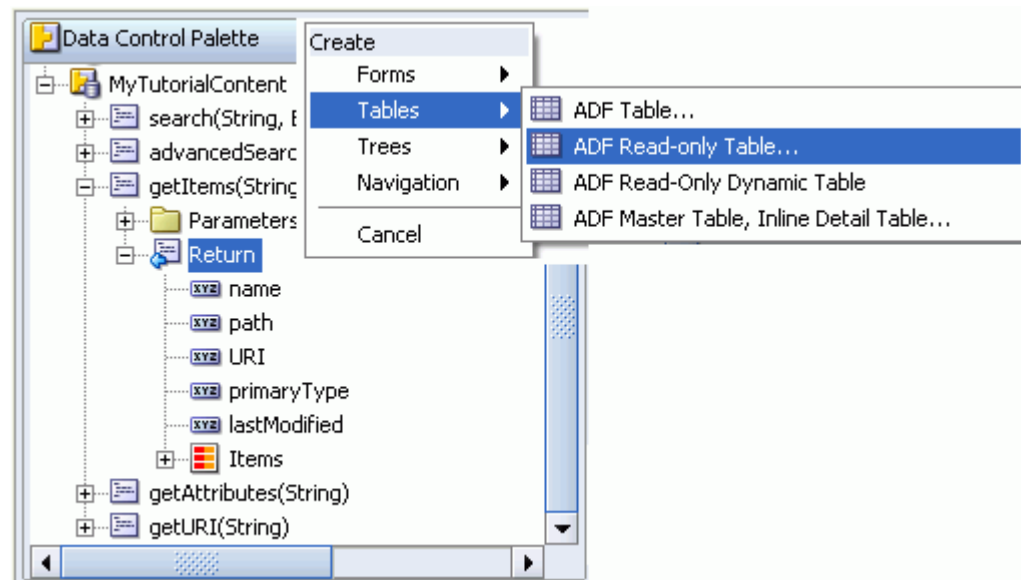 Data Control Palette
MyTutorialContent
search(String, E
advancedSearc
getItems(String
Parameters
Return
name
path
URI
primaryType
lastModified
Items
getAttributes(String)
getURI(String)
Create
Forms
Tables
Trees
Navigation
Cancel
ADF Table...
ADF Read-only Table...
ADF Read-Only Dynamic Table
ADF Master Table, Inline Detail Table...